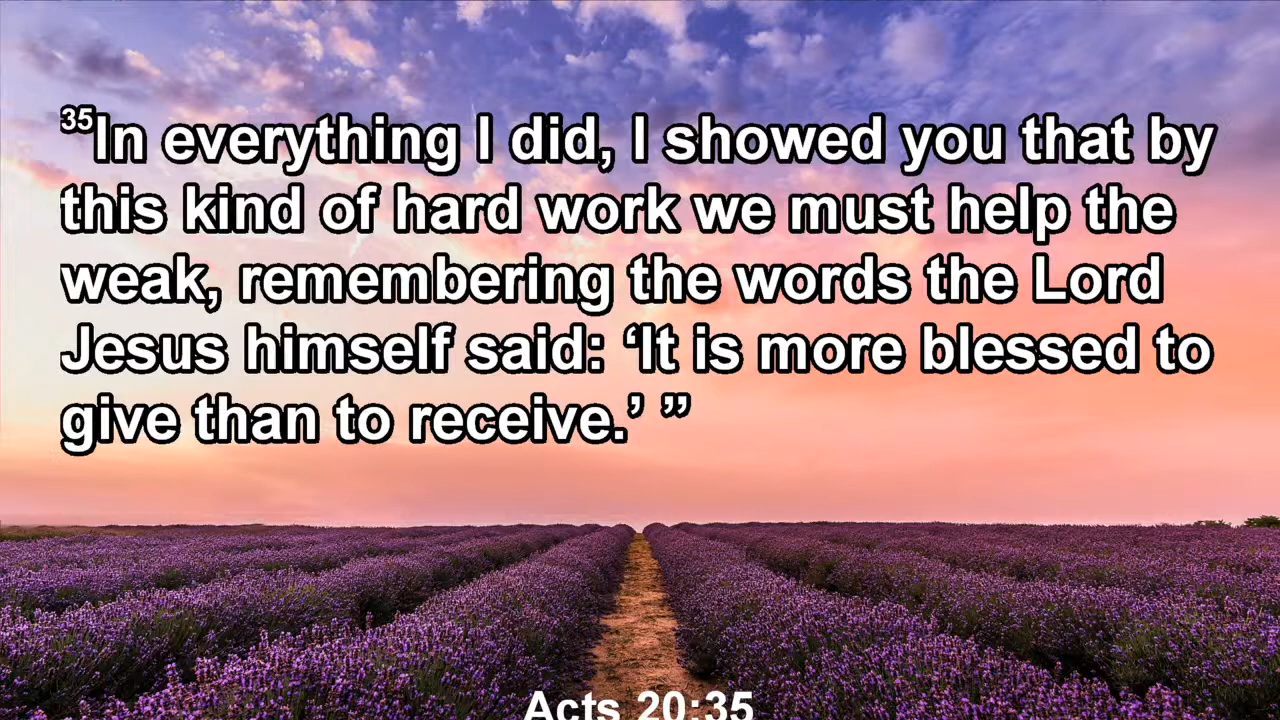 35In everything I did, I showed you that by
this kind of hard work we must help the
weak, remembering the words the Lord
Jesus himself said: ‘It is more blessed to
give than to receive.’ ”
Acts 20:35